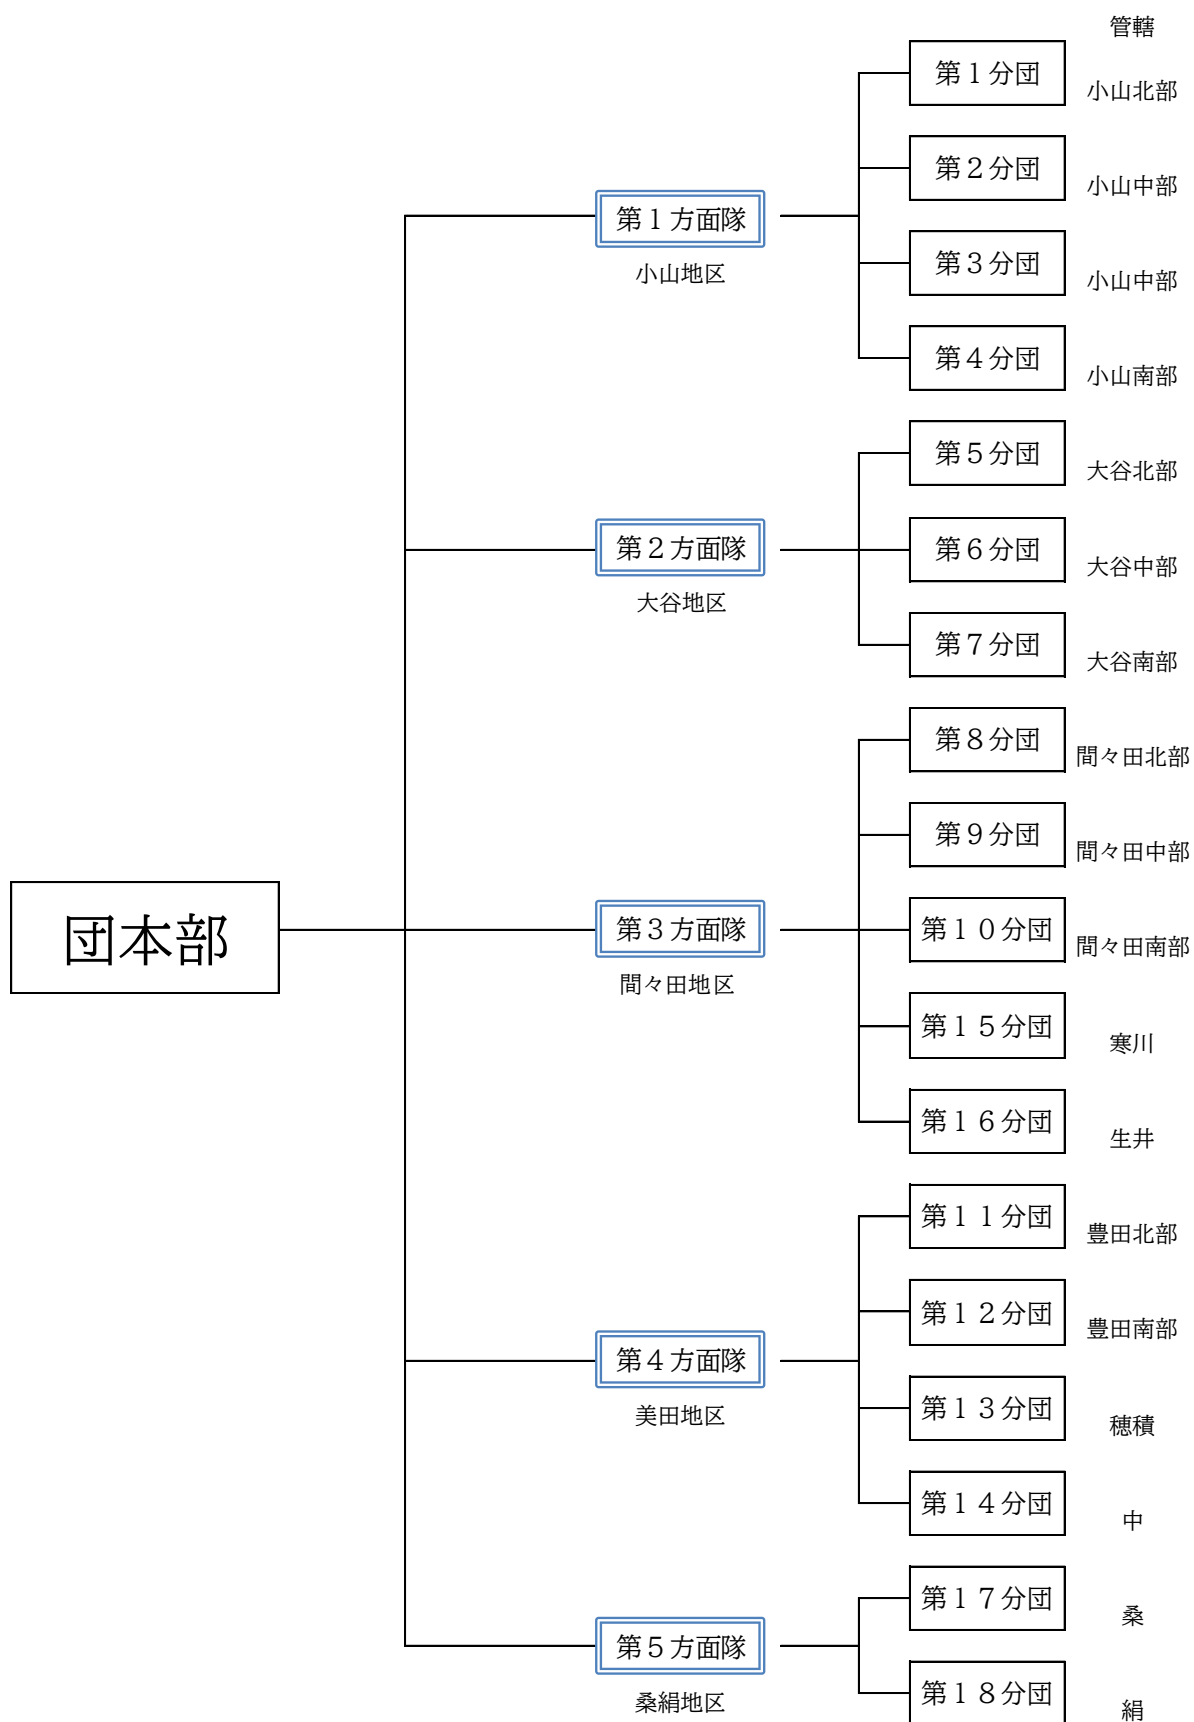 管轄
第１分団
小山北部
第２分団
小山中部
第１方面隊
小山地区
第３分団
小山中部
第４分団
小山南部
第５分団
大谷北部
第２方面隊
大谷地区
第６分団
大谷中部
第７分団
大谷南部
第８分団
間々田北部
第９分団
間々田中部
団本部
第３方面隊
間々田地区
第１０分団
間々田南部
第１５分団
寒川
第１６分団
生井
第１１分団
豊田北部
第１２分団
豊田南部
第４方面隊
美田地区
第１３分団
穂積
第１４分団
中
第１７分団
桑
第５方面隊
桑絹地区
第１８分団
絹